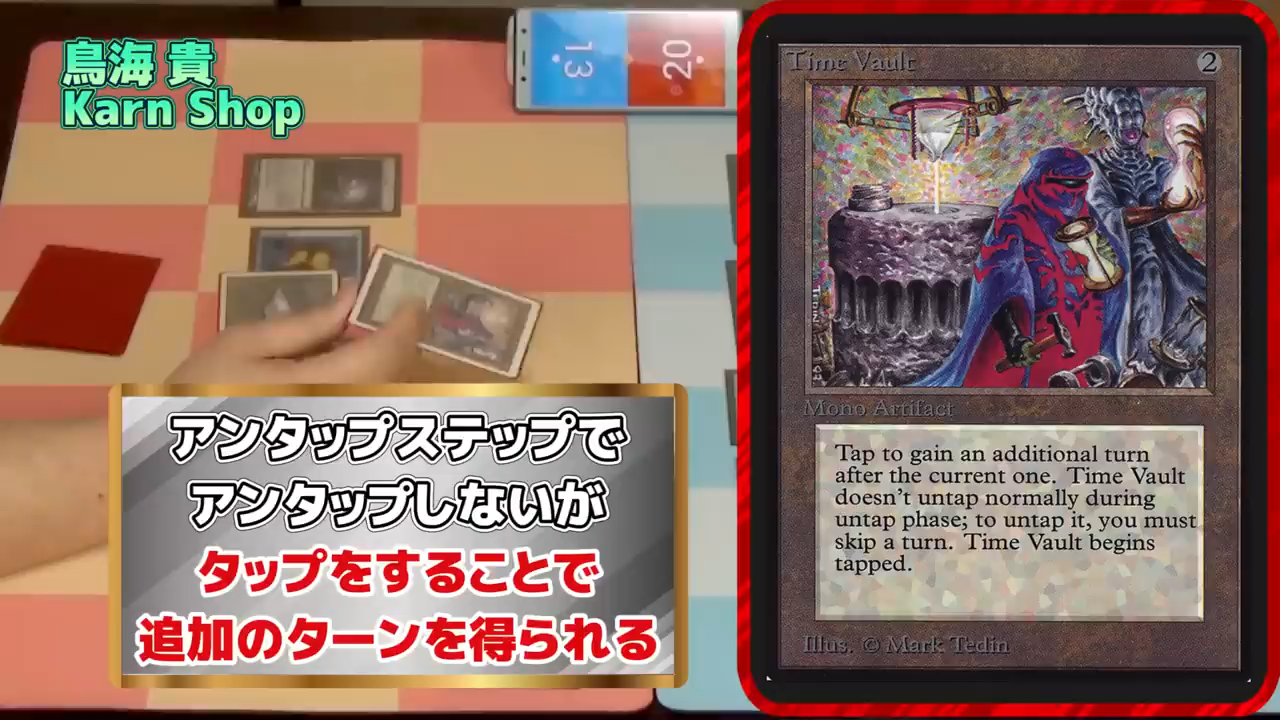 鳥海 貴
Karn Shop
13
20
アンタップステップで
アンタップしないが
タップをすることで
追加のターンを得られる
Time Vault
2
Mono Artifact
Tap to gain an additional turn
after the current one. Time Vault
doesn't untap normally during
untap phase; to untap it, you must
skip a turn. Time Vault begins
tapped.
Illus. © Mark Tedin